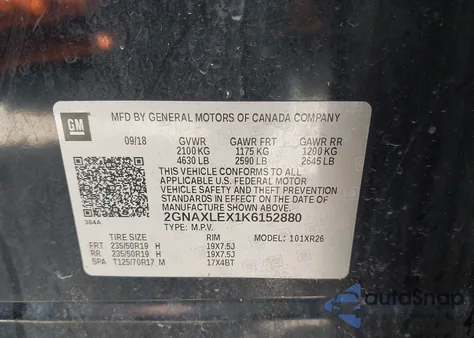 GM
MFD BY GENERAL MOTORS OF CANADA COMPANY
09/18 GVWR GAWR FRT GAWR RR
2100 KG 1175 KG 1200 KG
4630 LB 2590 LB 2645 LB
THIS VEHICLE CONFORMS TO ALL
APPLICABLE U.S. FEDERAL MOTOR
VEHICLE SAFETY AND THEFT PREVENTION
STANDARDS IN EFFECT ON THE DATE OF
MANUFACTURE SHOWN ABOVE.
384A 2GNAXLEX1K6152880
TYPE: M.P.V.
TIRE SIZE RIM MODEL: 101XR26
FRT 235/50R19 H 19X7.5J
RR 235/50R19 H 19X7.5J
SPA T125/70R17 M 17X4BT
autoSnap